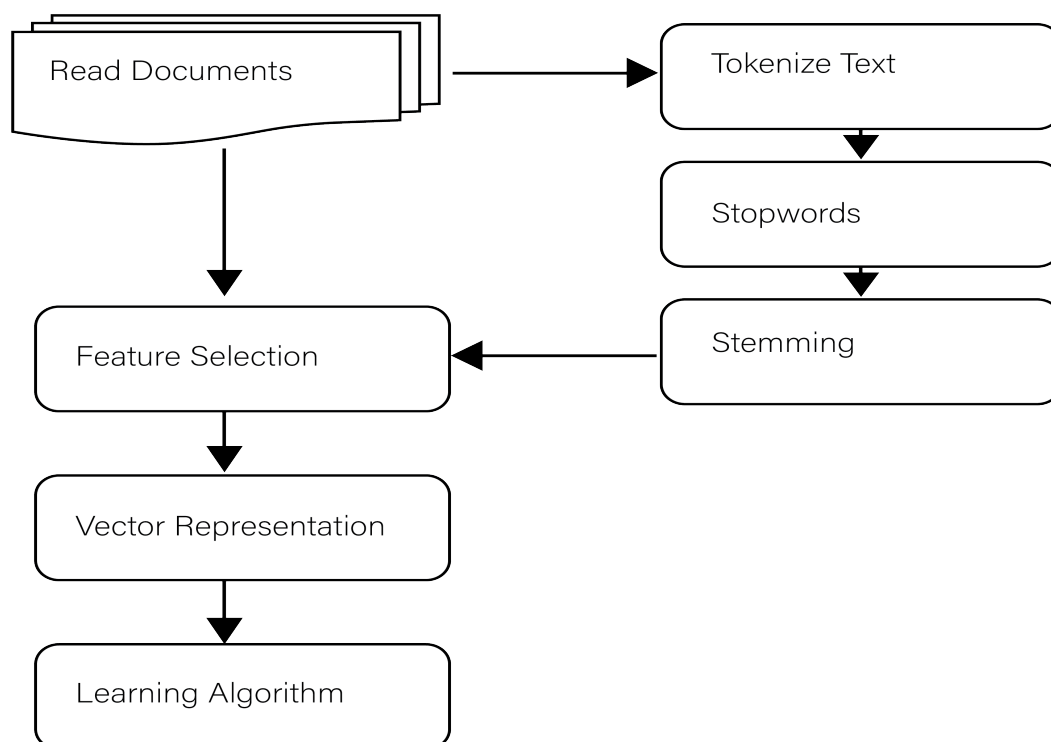 Read Documents
Tokenize Text
Stopwords
Stemming
Feature Selection
Vector Representation
Learning Algorithm